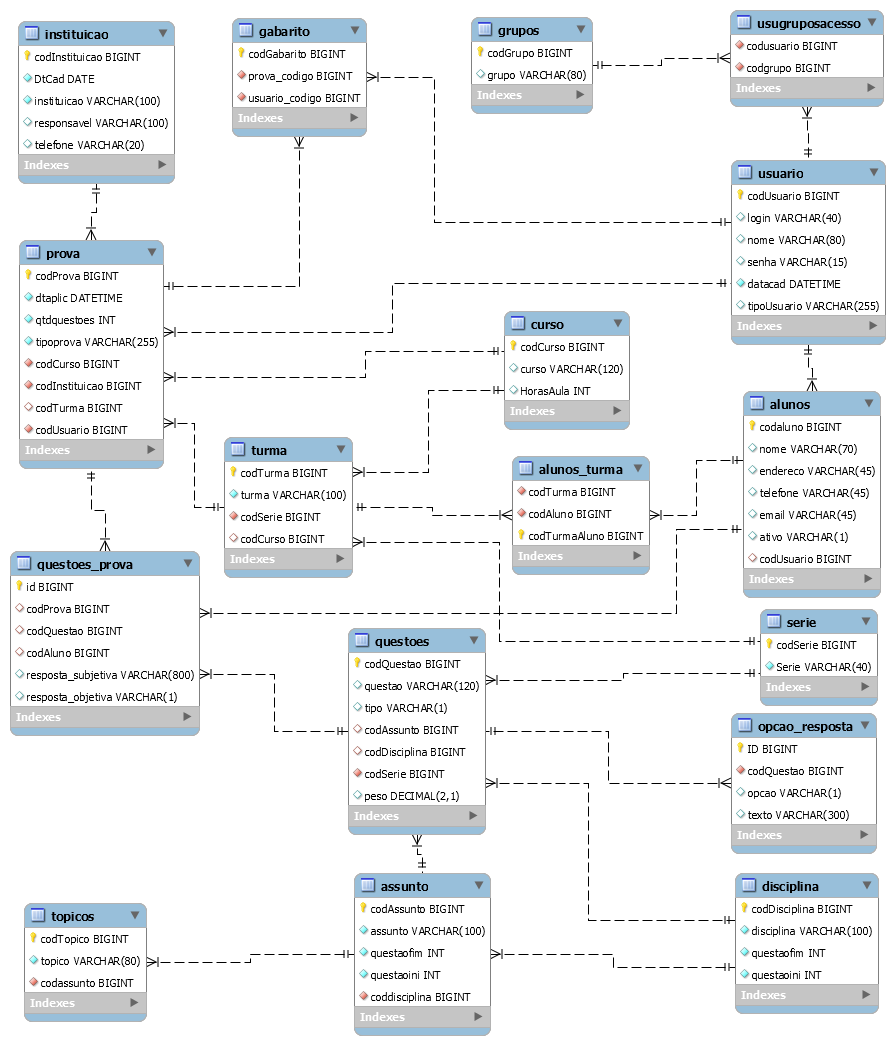 instituicao
codInstituicao BIGINT
DtCad DATE
instituicao VARCHAR(100)
responsavel VARCHAR(100)
telefone VARCHAR(20)
Indexes
gabarito
codGabarito BIGINT
prova_codigo BIGINT
usuario_codigo BIGINT
Indexes
grupos
codGrupo BIGINT
grupo VARCHAR(80)
Indexes
usugruposacesso
codusuario BIGINT
codgrupo BIGINT
Indexes
usuario
codUsuario BIGINT
login VARCHAR(40)
nome VARCHAR(80)
senha VARCHAR(15)
datacad DATETIME
tipoUsuario VARCHAR(255)
Indexes
prova
codProva BIGINT
dtaplic DATETIME
qtdquestoes INT
tipoprova VARCHAR(255)
codCurso BIGINT
codInstituicao BIGINT
codTurma BIGINT
codUsuario BIGINT
Indexes
curso
codCurso BIGINT
curso VARCHAR(120)
HorasAula INT
Indexes
alunos
codaluno BIGINT
nome VARCHAR(70)
endereco VARCHAR(45)
telefone VARCHAR(45)
email VARCHAR(45)
ativo VARCHAR(1)
codUsuario BIGINT
Indexes
turma
codTurma BIGINT
turma VARCHAR(100)
codSerie BIGINT
codCurso BIGINT
Indexes
alunos_turma
codTurma BIGINT
codAluno BIGINT
codTurmaAluno BIGINT
Indexes
questoes_prova
id BIGINT
codProva BIGINT
codQuestao BIGINT
codAluno BIGINT
resposta_subjetiva VARCHAR(800)
resposta_objetiva VARCHAR(1)
Indexes
questoes
codQuestao BIGINT
questao VARCHAR(120)
tipo VARCHAR(1)
codAssunto BIGINT
codDisciplina BIGINT
codSerie BIGINT
peso DECIMAL(2,1)
Indexes
serie
codSerie BIGINT
Serie VARCHAR(40)
Indexes
opcao_resposta
ID BIGINT
codQuestao BIGINT
opcao VARCHAR(1)
texto VARCHAR(300)
Indexes
topicos
codTopico BIGINT
topico VARCHAR(80)
codassunto BIGINT
Indexes
assunto
codAssunto BIGINT
assunto VARCHAR(100)
questaofim INT
questaoini INT
coddisciplina BIGINT
Indexes
disciplina
codDisciplina BIGINT
disciplina VARCHAR(100)
questaofim INT
questaoini INT
Indexes